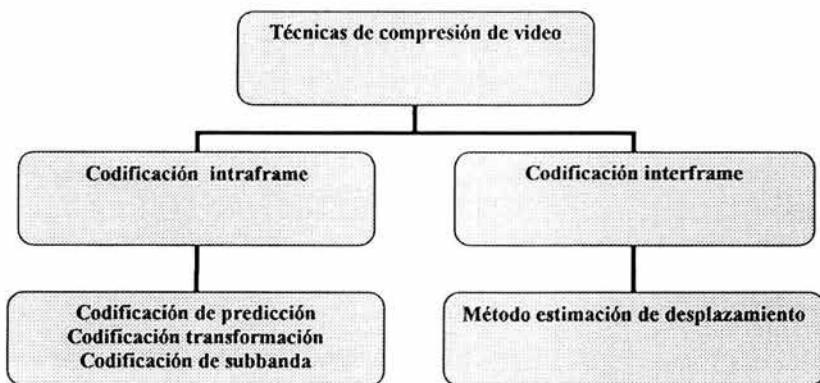 Técnicas de compresión de video
Codificación intraframe
Codificación interframe
Codificación de predicción
Codificación transformación
Codificación de subbanda
Método estimación de desplazamiento